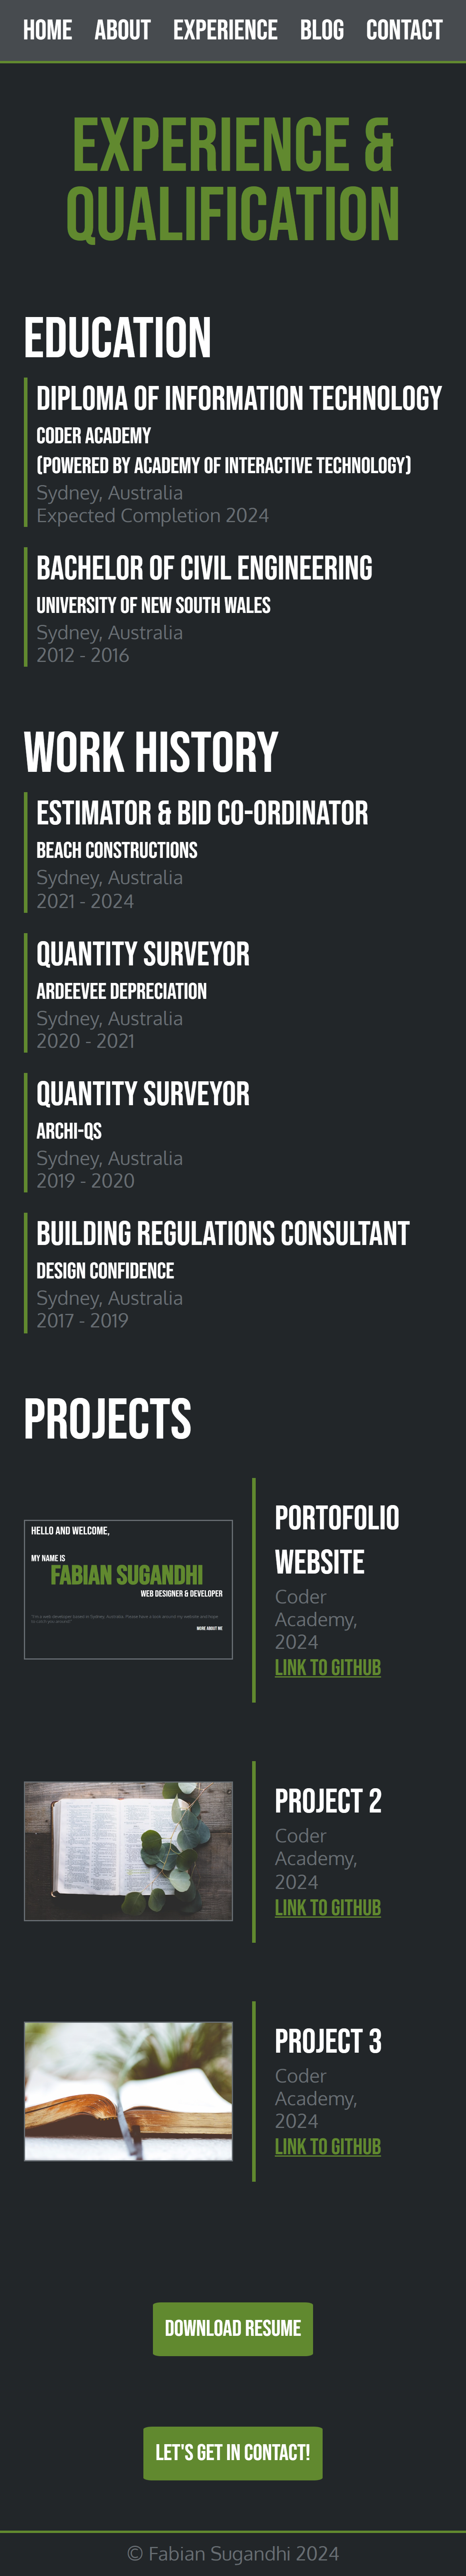 HOME ABOUT EXPERIENCE BLOG CONTACT
EXPERIENCE &
QUALIFICATION
EDUCATION
DIPLOMA OF INFORMATION TECHNOLOGY
CODER ACADEMY
(POWERED BY ACADEMY OF INTERACTIVE TECHNOLOGY)
Sydney, Australia
Expected Completion 2024
BACHELOR OF CIVIL ENGINEERING
UNIVERSITY OF NEW SOUTH WALES
Sydney, Australia
2012 - 2016
WORK HISTORY
ESTIMATOR & BID CO-ORDINATOR
BEACH CONSTRUCTIONS
Sydney, Australia
2021 - 2024
QUANTITY SURVEYOR
ARDEEVEE DEPRECIATION
Sydney, Australia
2020 - 2021
QUANTITY SURVEYOR
ARCHI-QS
Sydney, Australia
2019 - 2020
BUILDING REGULATIONS CONSULTANT
DESIGN CONFIDENCE
Sydney, Australia
2017 - 2019
PROJECTS
HELLO AND WELCOME,
MY NAME IS
FABIAN SUGANDHI
WEB DESIGNER & DEVELOPER
MORE ABOUT ME
PORTOFOLIO
WEBSITE
Coder
Academy,
2024
LINK TO GITHUB
PROJECT 2
Coder
Academy,
2024
LINK TO GITHUB
PROJECT 3
Coder
Academy,
2024
LINK TO GITHUB
DOWNLOAD RESUME
LET'S GET IN CONTACT!
© Fabian Sugandhi 2024